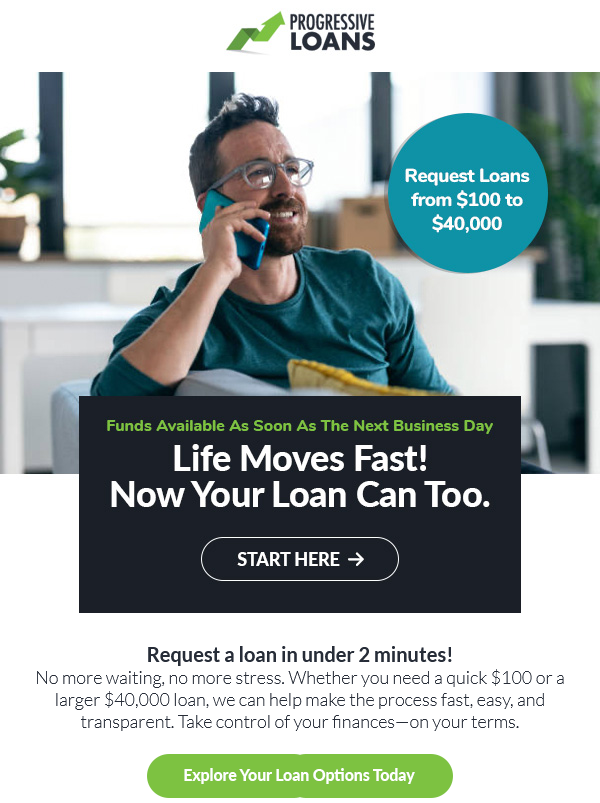 PROGRESSIVE
LOANS
Request Loans
from $100 to
$40,000
Funds Available As Soon As The Next Business Day
Life Moves Fast!
Now Your Loan Can Too.
START HERE →
Request a loan in under 2 minutes!
No more waiting, no more stress. Whether you need a quick $100 or a
larger $40,000 loan, we can help make the process fast, easy, and
transparent. Take control of your finances—on your terms.
Explore Your Loan Options Today